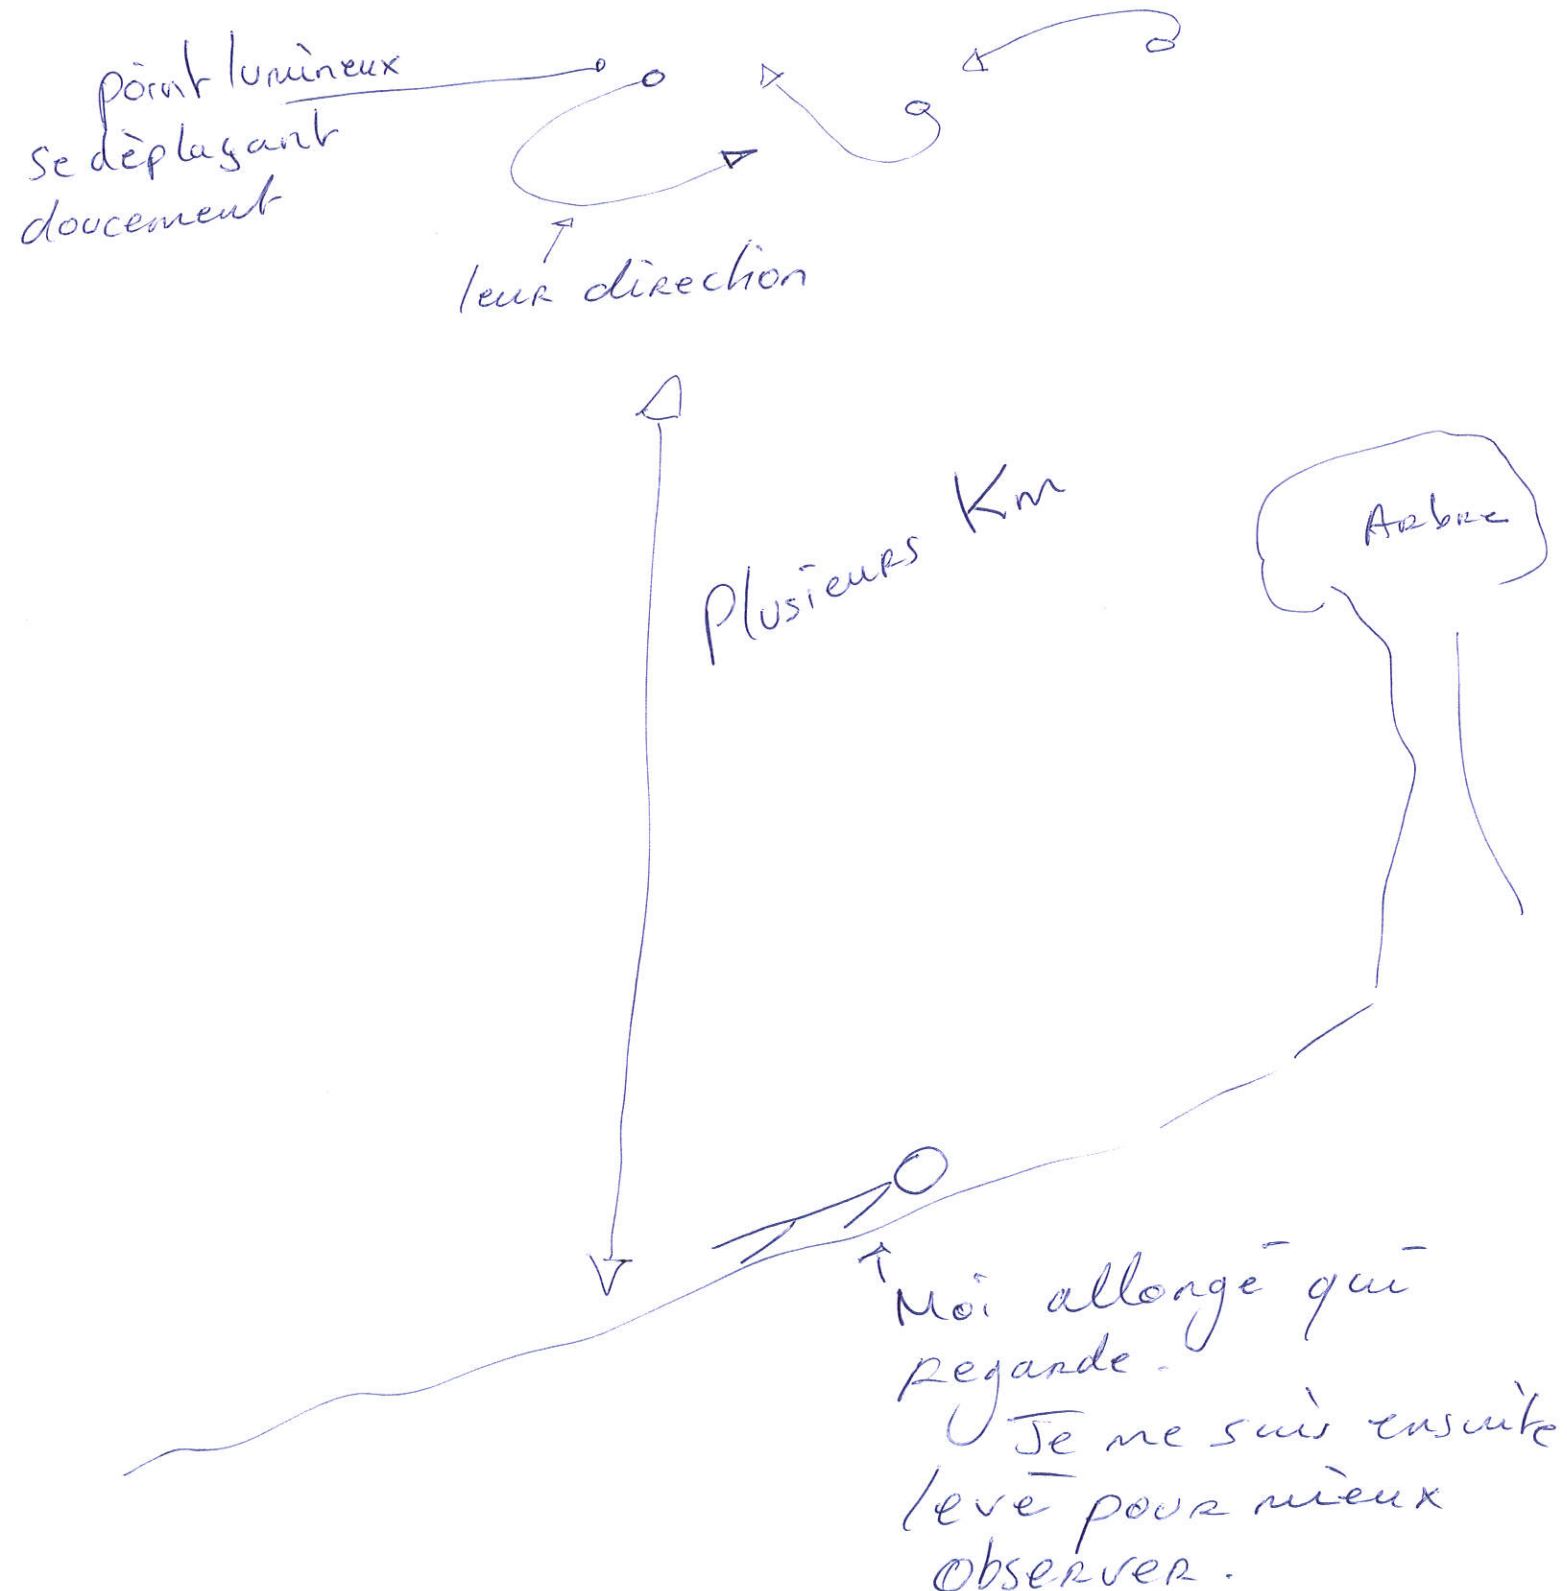 point lumineux
se déplaçant
doucement
leur direction
Plusieurs Km
Arbre
Moi allongé qui
regarde.
Je me suis ensuite
levé pour mieux
observer.